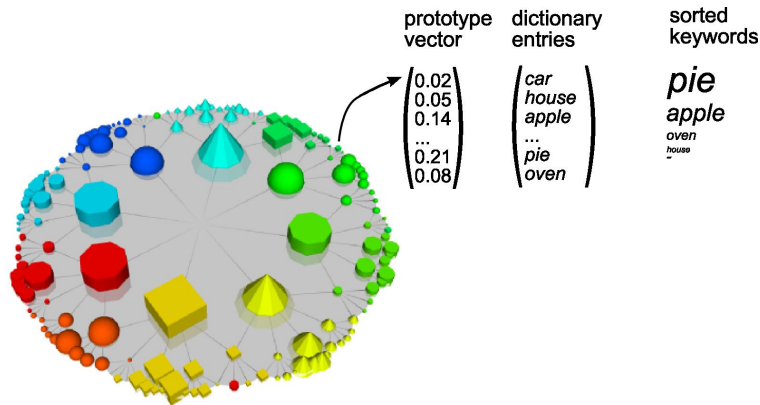 prototype vector
dictionary entries
sorted keywords
0.02
0.05
0.14
...
0.21
0.08
car
house
apple
...
pie
oven
pie
apple
oven
house